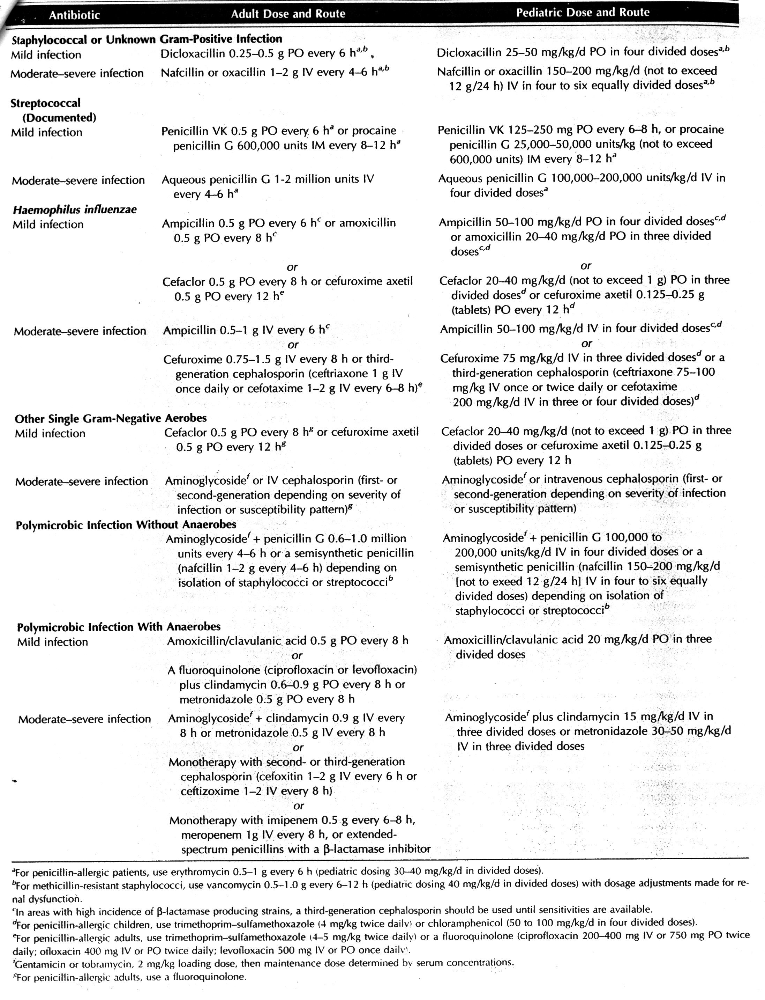 Antibiotic Adult Dose and Route Pediatric Dose and Route
Staphylococcal or Unknown Gram-Positive Infection
Mild infection Dicloxacillin 0.25–0.5 g PO every 6 h^a,b Dicloxacillin 25–50 mg/kg/d PO in four divided doses^a,b
Moderate–severe infection Nafcillin or oxacillin 1–2 g IV every 4–6 h^a,b Nafcillin or oxacillin 150–200 mg/kg/d (not to exceed
12 g/24 h) IV in four to six equally divided doses^a,b
Streptococcal
(Documented)
Mild infection Penicillin VK 0.5 g PO every 6 h^a or procaine Penicillin VK 125–250 mg PO every 6–8 h, or procaine
penicillin G 600,000 units IM every 8–12 h^a penicillin G 25,000–50,000 units/kg (not to exceed
600,000 units) IM every 8–12 h^a
Moderate–severe infection Aqueous penicillin G 1-2 million units IV Aqueous penicillin G 100,000–200,000 units/kg/d IV in
every 4–6 h^a four divided doses^a
Haemophilus influenzae
Mild infection Ampicillin 0.5 g PO every 6 h^c or amoxicillin Ampicillin 50–100 mg/kg/d PO in four divided doses^c,d
0.5 g PO every 8 h^c or amoxicillin 20–40 mg/kg/d PO in three divided
doses^c,d
or or
Cefaclor 0.5 g PO every 8 h or cefuroxime axetil Cefaclor 20–40 mg/kg/d (not to exceed 1 g) PO in three
0.5 g PO every 12 h^e divided doses^d or cefuroxime axetil 0.125–0.25 g
(tablets) PO every 12 h^d
Moderate–severe infection Ampicillin 0.5–1 g IV every 6 h^c Ampicillin 50–100 mg/kg/d IV in four divided doses^c,d
or or
Cefuroxime 0.75–1.5 g IV every 8 h or third- Cefuroxime 75 mg/kg/d IV in three divided doses^d or a
generation cephalosporin (ceftriaxone 1 g IV third-generation cephalosporin (ceftriaxone 75–100
once daily or cefotaxime 1–2 g IV every 6–8 h)^e mg/kg IV once or twice daily or cefotaxime
200 mg/kg/d IV in three or four divided doses)^d
Other Single Gram-Negative Aerobes
Mild infection Cefaclor 0.5 g PO every 8 h^g or cefuroxime axetil Cefaclor 20–40 mg/kg/d (not to exceed 1 g) PO in three
0.5 g PO every 12 h^g divided doses or cefuroxime axetil 0.125–0.25 g
(tablets) PO every 12 h
Moderate–severe infection Aminoglycoside^f or IV cephalosporin (first- or Aminoglycoside^f or intravenous cephalosporin (first- or
second-generation depending on severity of second-generation depending on severity of infection
infection or susceptibility pattern)^g or susceptibility pattern)
Polymicrobic Infection Without Anaerobes
Aminoglycoside^f + penicillin G 0.6–1.0 million Aminoglycoside^f + penicillin G 100,000 to
units every 4–6 h or a semisynthetic penicillin 200,000 units/kg/d IV in four divided doses or a
(nafcillin 1–2 g every 4–6 h) depending on semisynthetic penicillin (nafcillin 150–200 mg/kg/d
isolation of staphylococci or streptococci^b [not to exeed 12 g/24 h] IV in four to six equally
divided doses) depending on isolation of
staphylococci or streptococci^b
Polymicrobic Infection With Anaerobes
Mild infection Amoxicillin/clavulanic acid 0.5 g PO every 8 h Amoxicillin/clavulanic acid 20 mg/kg/d PO in three
or divided doses
A fluoroquinolone (ciprofloxacin or levofloxacin)
plus clindamycin 0.6–0.9 g PO every 8 h or
metronidazole 0.5 g PO every 8 h
Moderate–severe infection Aminoglycoside^f + clindamycin 0.9 g IV every Aminoglycoside^f plus clindamycin 15 mg/kg/d IV in
8 h or metronidazole 0.5 g IV every 8 h three divided doses or metronidazole 30–50 mg/kg/d
or IV in three divided doses
Monotherapy with second- or third-generation
cephalosporin (cefoxitin 1–2 g IV every 6 h or
ceftizoxime 1–2 IV every 8 h)
or
Monotherapy with imipenem 0.5 g every 6–8 h,
meropenem 1g IV every 8 h, or extended-
spectrum penicillins with a β-lactamase inhibitor
^aFor penicillin-allergic patients, use erythromycin 0.5–1 g every 6 h (pediatric dosing 30–40 mg/kg/d in divided doses).
^bFor methicillin-resistant staphylococci, use vancomycin 0.5–1.0 g every 6–12 h (pediatric dosing 40 mg/kg/d in divided doses) with dosage adjustments made for re-
nal dysfunction.
^cIn areas with high incidence of β-lactamase producing strains, a third-generation cephalosporin should be used until sensitivities are available.
^dFor penicillin-allergic children, use trimethoprim–sulfamethoxazole (4 mg/kg twice daily) or chloramphenicol (50 to 100 mg/kg/d in four divided doses).
^eFor penicillin-allergic adults, use trimethoprim–sulfamethoxazole (4–5 mg/kg twice daily) or a fluoroquinolone (ciprofloxacin 200–400 mg IV or 750 mg PO twice
daily; ofloxacin 400 mg IV or PO twice daily; levofloxacin 500 mg IV or PO once daily).
^fGentamicin or tobramycin, 2 mg/kg loading dose, then maintenance dose determined by serum concentrations.
^gFor penicillin-allergic adults, use a fluoroquinolone.